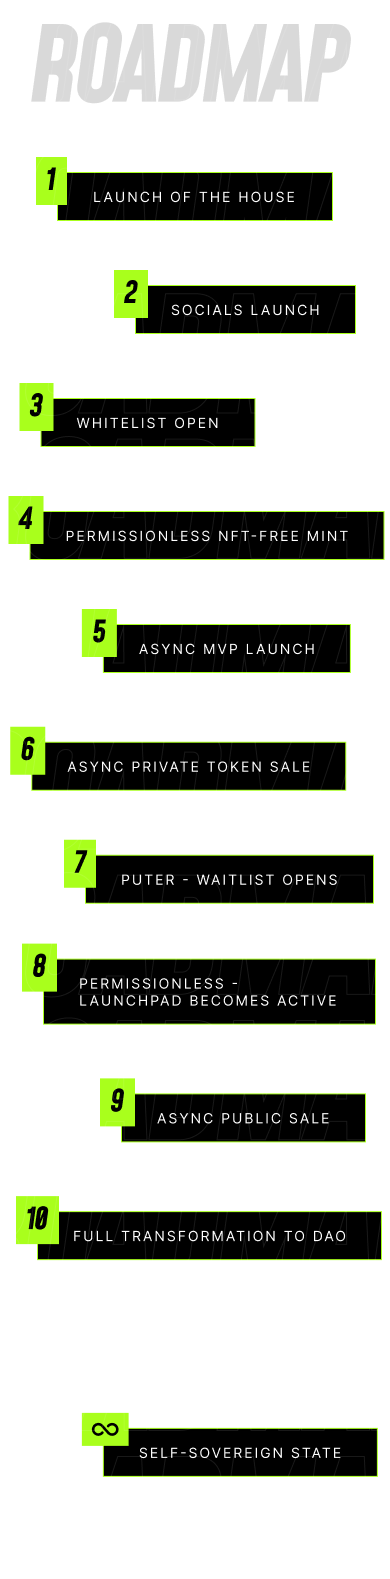 ROADMAP
1
LAUNCH OF THE HOUSE
2
SOCIALS LAUNCH
3
WHITELIST OPEN
4
PERMISSIONLESS NFT-FREE MINT
5
ASYNC MVP LAUNCH
6
ASYNC PRIVATE TOKEN SALE
7
PUTER - WAITLIST OPENS
8
PERMISSIONLESS -
LAUNCHPAD BECOMES ACTIVE
9
ASYNC PUBLIC SALE
10
FULL TRANSFORMATION TO DAO
∞
SELF-SOVEREIGN STATE